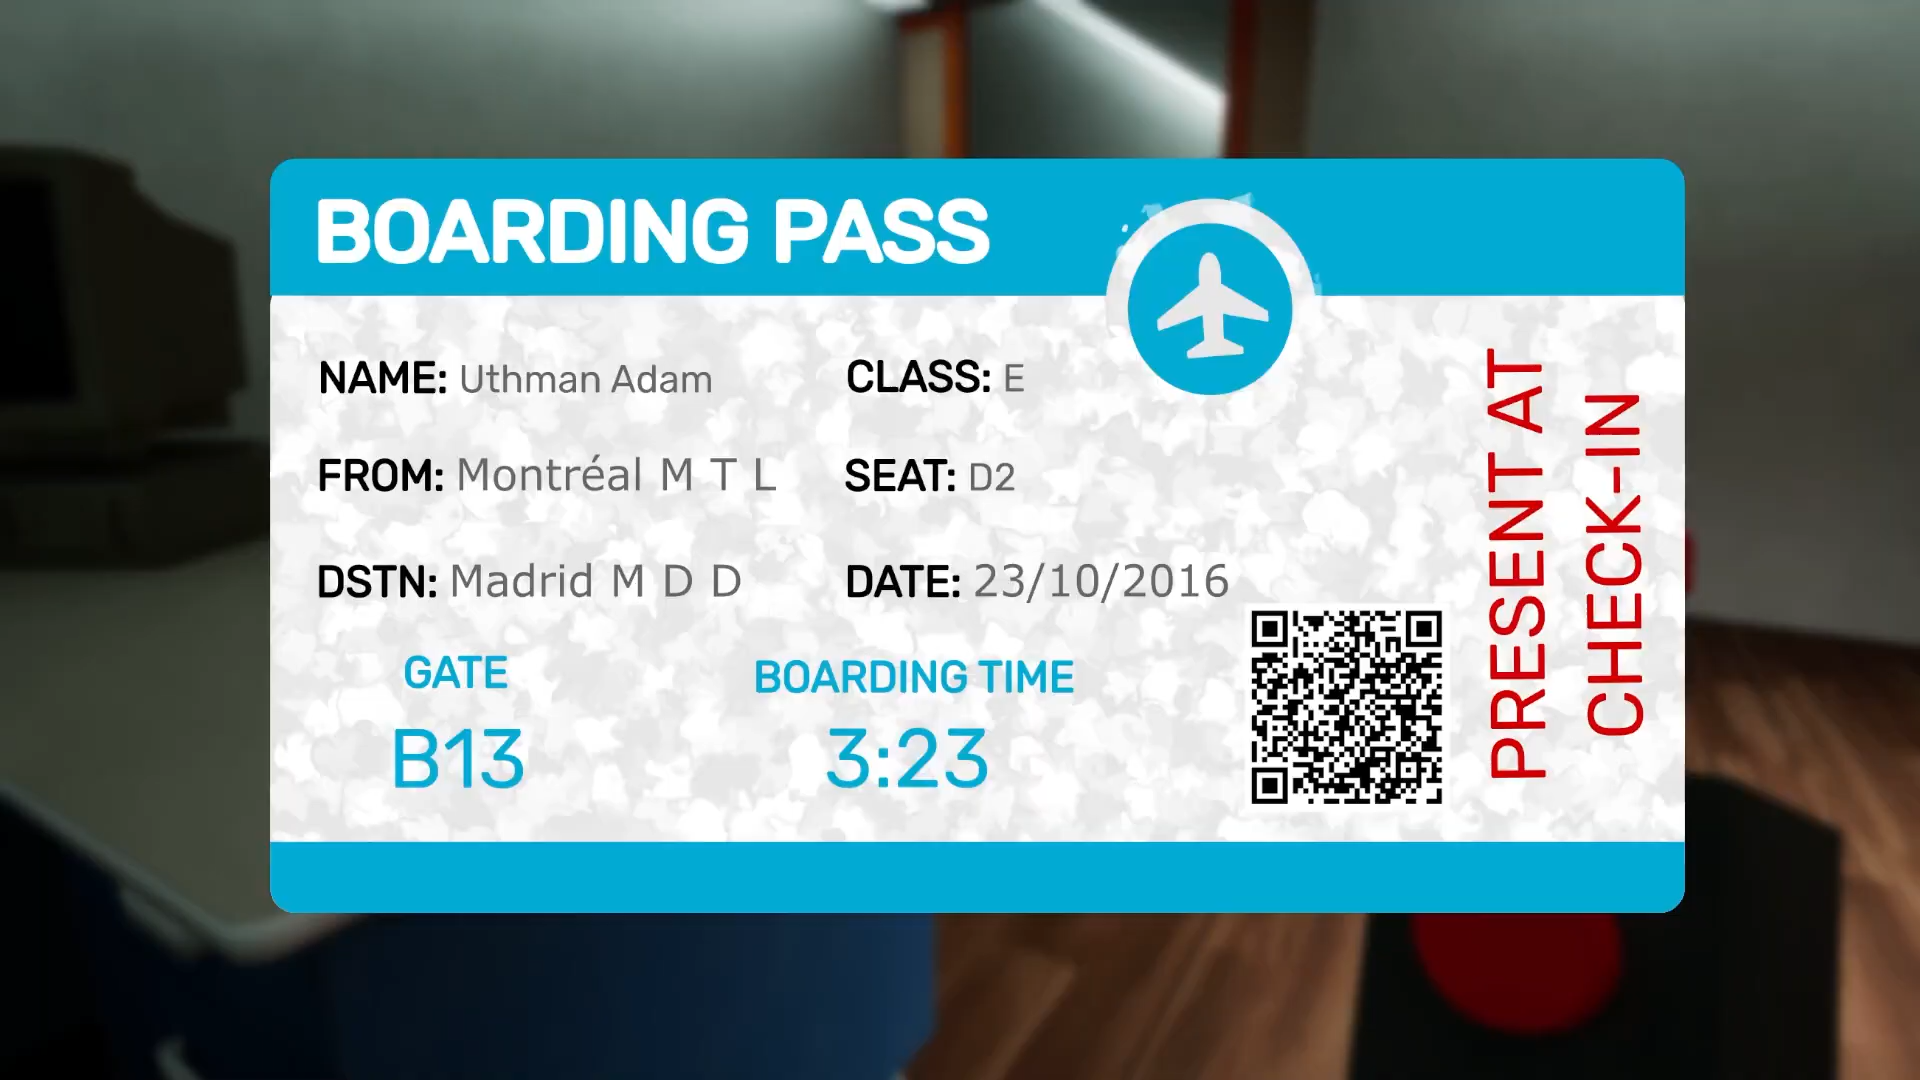 BOARDING PASS
NAME: Uthman Adam
CLASS: E
FROM: Montréal M T L
SEAT: D2
DSTN: Madrid M D D
DATE: 23/10/2016
GATE
BOARDING TIME
B13
3:23
PRESENT AT
CHECK-IN